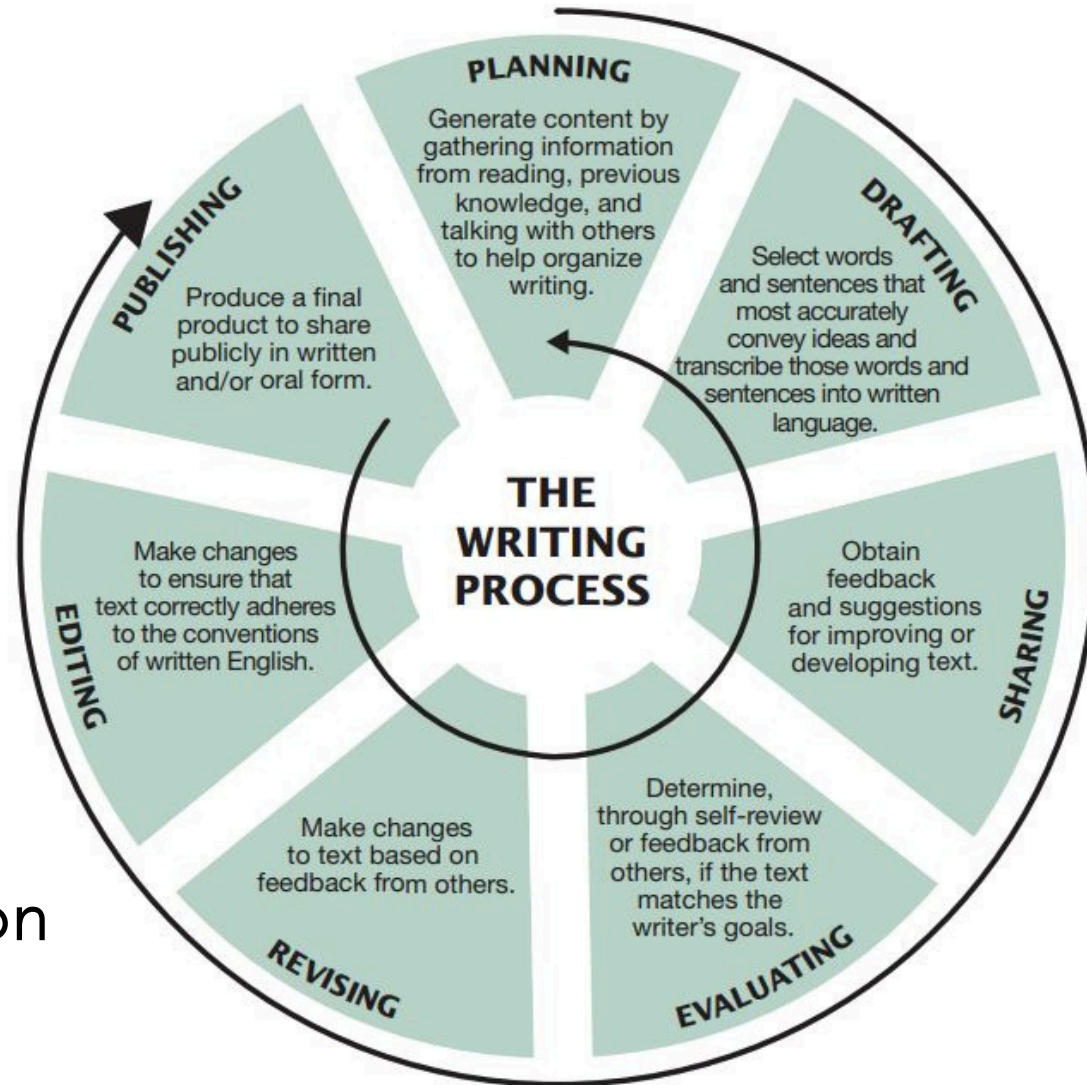 PLANNING
Generate content by
gathering information
from reading, previous
knowledge, and
talking with others
to help organize
writing.
DRAFTING
Select words
and sentences that
most accurately
convey ideas and
transcribe those words and
sentences into written
language.
SHARING
Obtain
feedback
and suggestions
for improving or
developing text.
EVALUATING
Determine,
through self-review
or feedback from
others, if the text
matches the
writer's goals.
REVISING
Make changes
to text based on
feedback from others.
EDITING
Make changes
to ensure that
text correctly adheres
to the conventions
of written English.
PUBLISHING
Produce a final
product to share
publicly in written
and/or oral form.
THE
WRITING
PROCESS
on